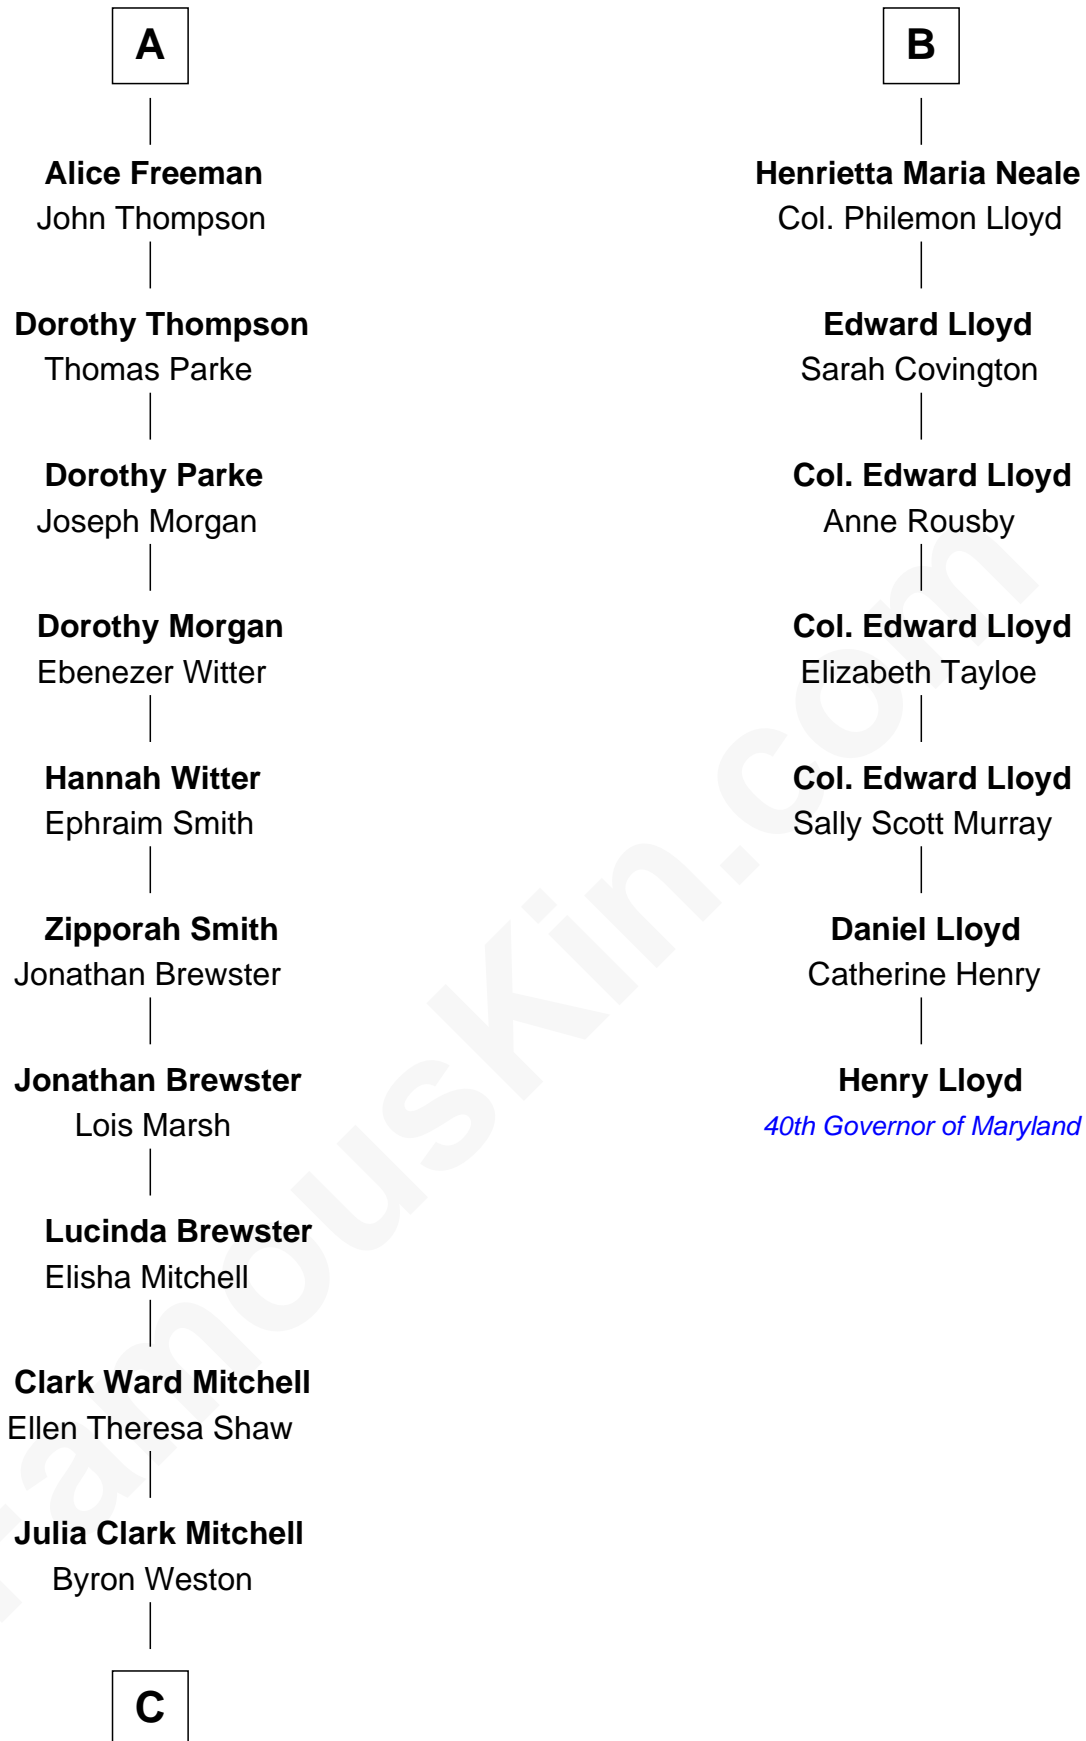 A
Alice Freeman
John Thompson
Dorothy Thompson
Thomas Parke
Dorothy Parke
Joseph Morgan
Dorothy Morgan
Ebenezer Witter
Hannah Witter
Ephraim Smith
Zipporah Smith
Jonathan Brewster
Jonathan Brewster
Lois Marsh
Lucinda Brewster
Elisha Mitchell
Clark Ward Mitchell
Ellen Theresa Shaw
Julia Clark Mitchell
Byron Weston
C
B
Henrietta Maria Neale
Col. Philemon Lloyd
Edward Lloyd
Sarah Covington
Col. Edward Lloyd
Anne Rousby
Col. Edward Lloyd
Elizabeth Tayloe
Col. Edward Lloyd
Sally Scott Murray
Daniel Lloyd
Catherine Henry
Henry Lloyd
40th Governor of Maryland
FamousKin.com